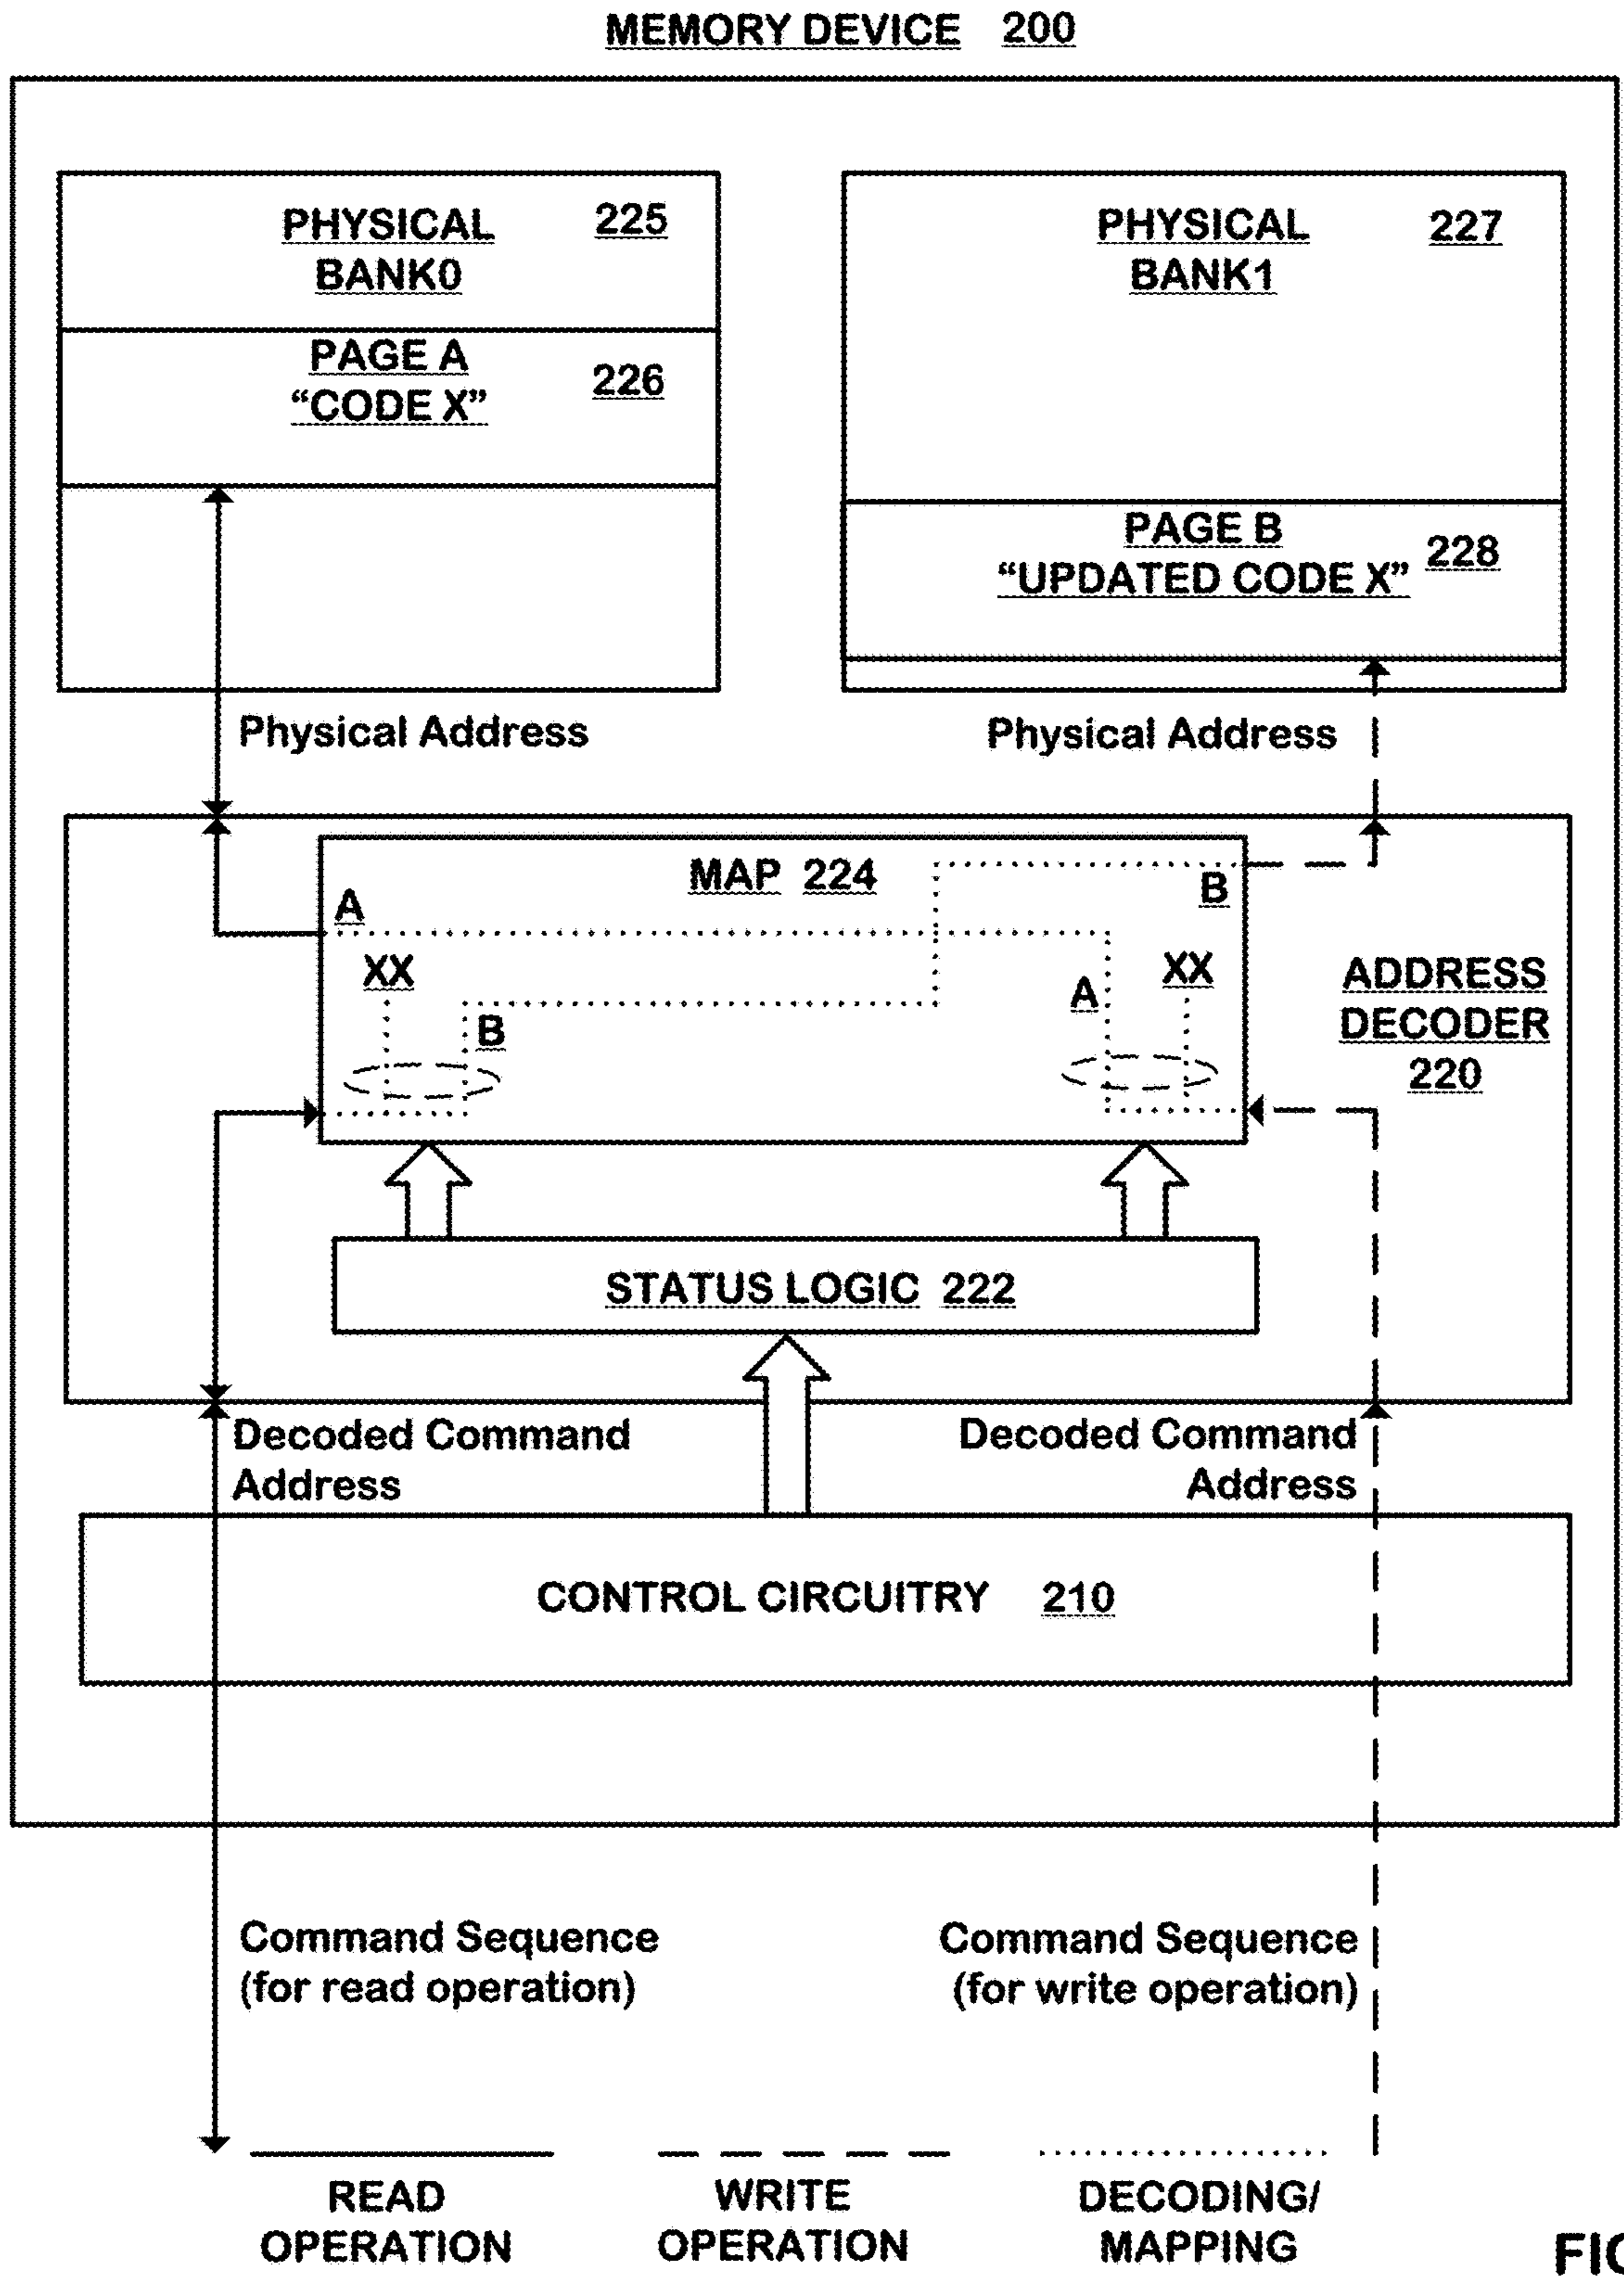 MEMORY DEVICE 200
PHYSICAL 225
BANK0
PAGE A
226
“CODE X”
PHYSICAL 227
BANK1
PAGE B
228
“UPDATED CODE X”
Physical Address
Physical Address
MAP 224
A
B
XX
XX
A
B
ADDRESS
DECODER
220
STATUS LOGIC 222
Decoded Command
Address
Decoded Command
Address
CONTROL CIRCUITRY 210
Command Sequence
(for read operation)
Command Sequence
(for write operation)
READ
OPERATION
WRITE
OPERATION
DECODING/
MAPPING